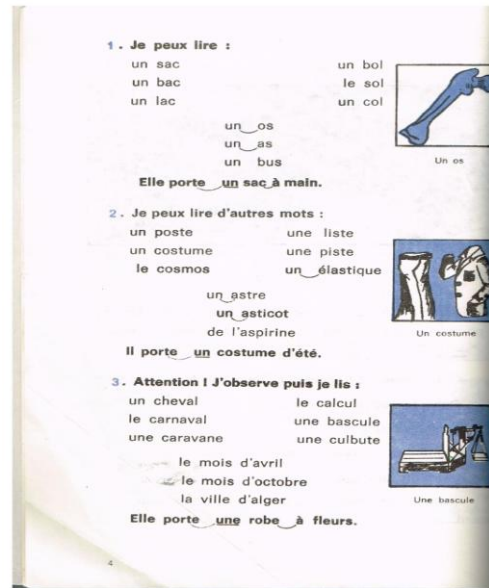 1. Je peux lire :
un sac un bol
un bac le sol
un lac un col
un os
un as
un bus
Un os
Elle porte un sac à main.
2. Je peux lire d'autres mots :
un poste une liste
un costume une piste
le cosmos un élastique
un astre
un asticot
de l'aspirine
Un costume
Il porte un costume d'été.
3. Attention ! J'observe puis je lis :
un cheval le calcul
le carnaval une bascule
une caravane une culbute
le mois d'avril
le mois d'octobre
la ville d'alger
Une bascule
Elle porte une robe à fleurs.
4